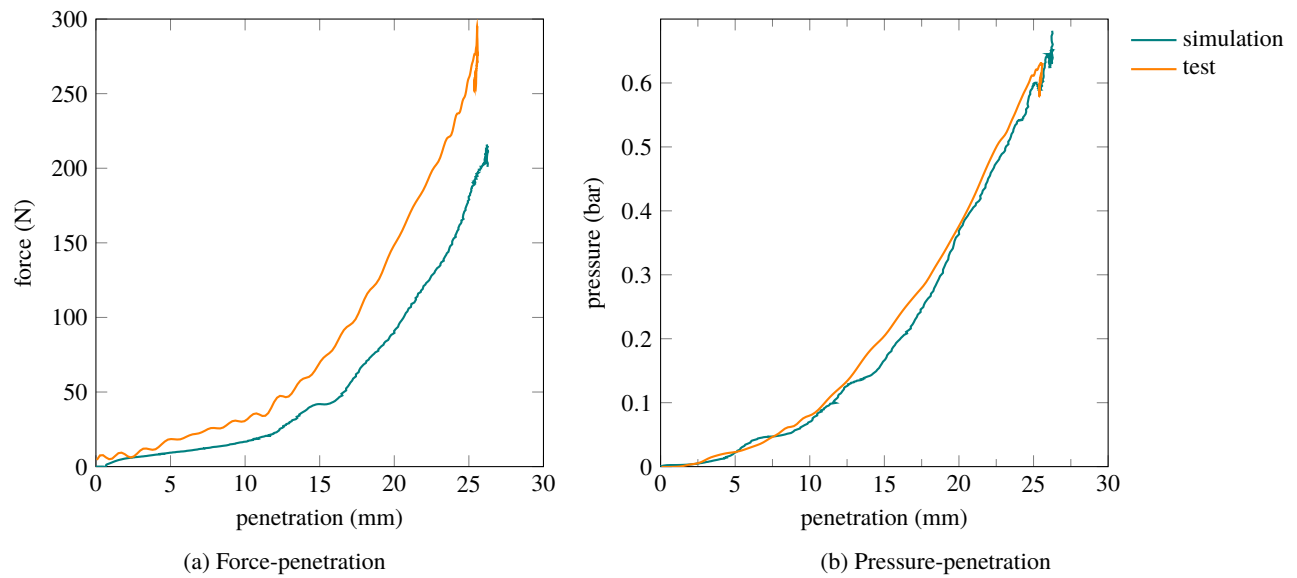 300
250
200
150
100
50
0
0 5 10 15 20 25 30
force (N)
penetration (mm)
(a) Force-penetration
0.6
0.5
0.4
0.3
0.2
0.1
0
0 5 10 15 20 25 30
pressure (bar)
penetration (mm)
(b) Pressure-penetration
simulation
test